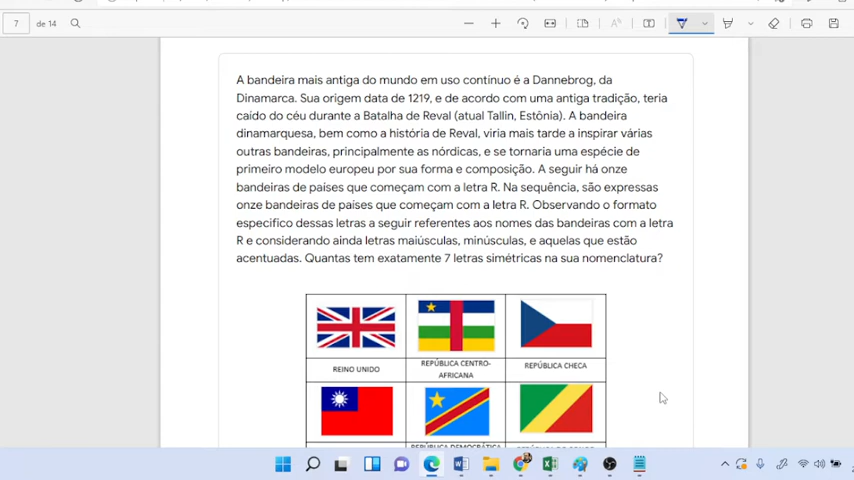 7
de 14
A bandeira mais antiga do mundo em uso contínuo é a Dannebrog, da
Dinamarca. Sua origem data de 1219, e de acordo com uma antiga tradição, teria
caído do céu durante a Batalha de Reval (atual Tallin, Estônia). A bandeira
dinamarquesa, bem como a história de Reval, viria mais tarde a inspirar várias
outras bandeiras, principalmente as nórdicas, e se tornaria uma espécie de
primeiro modelo europeu por sua forma e composição. A seguir há onze
bandeiras de países que começam com a letra R. Na sequência, são expressas
onze bandeiras de países que começam com a letra R. Observando o formato
especifico dessas letras a seguir referentes aos nomes das bandeiras com a letra
R e considerando ainda letras maiúsculas, minúsculas, e aquelas que estão
acentuadas. Quantas tem exatamente 7 letras simétricas na sua nomenclatura?
REINO UNIDO
REPÚBLICA CENTRO-
AFRICANA
REPÚBLICA CHECA
REPÚBLICA DEMOCRÁTICA